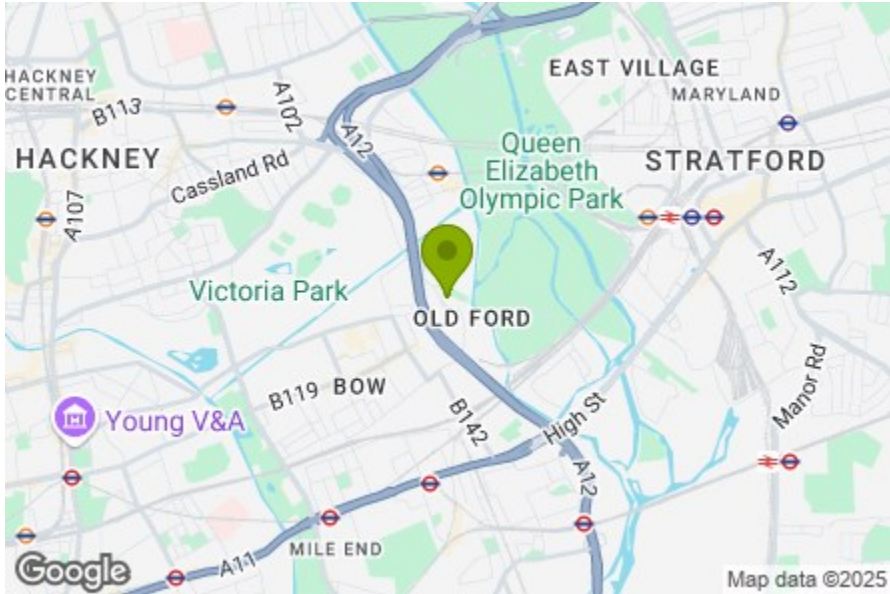 HACKNEY
CENTRAL
B113
A102
A12
EAST VILLAGE
MARYLAND
HACKNEY
Cassland Rd
Queen
Elizabeth
Olympic Park
STRATFORD
A107
A112
Victoria Park
OLD FORD
Manor Rd
B119
BOW
B142
High St
Young V&A
A12
MILE END
A11
Google
Map data ©2025